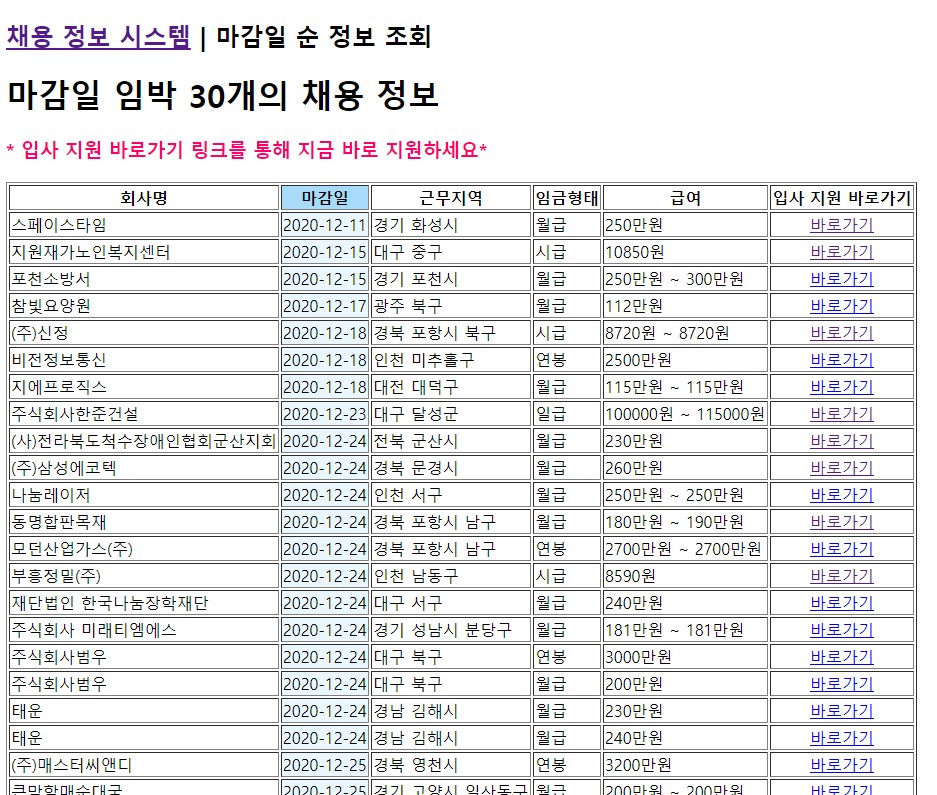 채용 정보 시스템 | 마감일 순 정보 조회
마감일 임박 30개의 채용 정보
* 입사 지원 바로가기 링크를 통해 지금 바로 지원하세요*
회사명 마감일 근무지역 임금형태 급여 입사 지원 바로가기
스페이스타임 2020-12-11 경기 화성시 월급 250만원 바로가기
지원재가노인복지센터 2020-12-15 대구 중구 시급 10850원 바로가기
포천소방서 2020-12-15 경기 포천시 월급 250만원 ~ 300만원 바로가기
참빛요양원 2020-12-17 광주 북구 월급 112만원 바로가기
(주)신정 2020-12-18 경북 포항시 북구 시급 8720원 ~ 8720원 바로가기
비전정보통신 2020-12-18 인천 미추홀구 연봉 2500만원 바로가기
지에프로직스 2020-12-18 대전 대덕구 월급 115만원 ~ 115만원 바로가기
주식회사한준건설 2020-12-23 대구 달성군 일급 100000원 ~ 115000원 바로가기
(사)전라북도척수장애인협회군산지회 2020-12-24 전북 군산시 월급 230만원 바로가기
(주)삼성에코텍 2020-12-24 경북 문경시 월급 260만원 바로가기
나눔레이저 2020-12-24 인천 서구 월급 250만원 ~ 250만원 바로가기
동명합판목재 2020-12-24 경북 포항시 남구 월급 180만원 ~ 190만원 바로가기
모던산업가스(주) 2020-12-24 경북 포항시 남구 연봉 2700만원 ~ 2700만원 바로가기
부흥정밀(주) 2020-12-24 인천 남동구 시급 8590원 바로가기
재단법인 한국나눔장학재단 2020-12-24 대구 서구 월급 240만원 바로가기
주식회사 미래티엠에스 2020-12-24 경기 성남시 분당구 월급 181만원 ~ 181만원 바로가기
주식회사범우 2020-12-24 대구 북구 연봉 3000만원 바로가기
주식회사범우 2020-12-24 대구 북구 월급 200만원 바로가기
태운 2020-12-24 경남 김해시 월급 230만원 바로가기
태운 2020-12-24 경남 김해시 월급 240만원 바로가기
(주)매스터씨앤디 2020-12-25 경북 영천시 연봉 3200만원 바로가기
2020-12-25 경기 고양시 일산동구 월급 200만원 ~ 200만원 바로가기